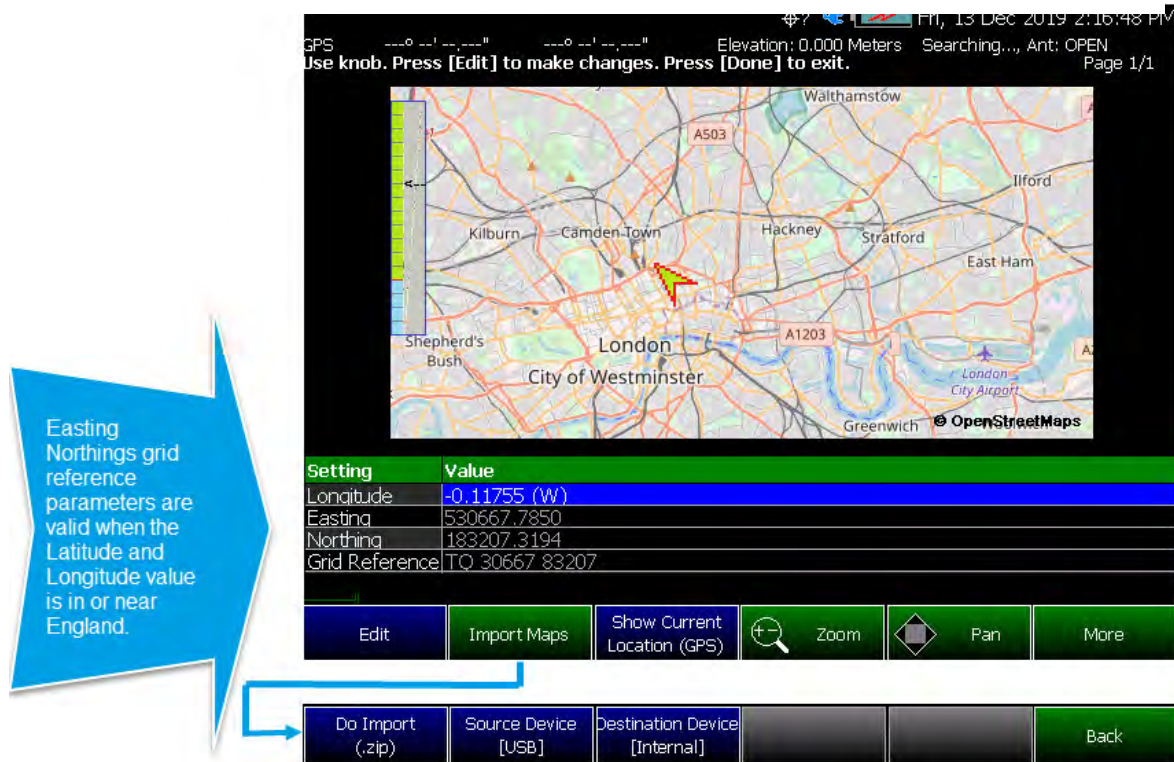 Fri, 13 Dec 2019 2:16:48 PM
GPS ---° --'--.---" ---° --'--.---" Elevation: 0.000 Meters Searching..., Ant: OPEN
Use knob. Press [Edit] to make changes. Press [Done] to exit. Page 1/1
Walthamstow
A503
Ilford
Kilburn
Camden Town
Hackney
Stratford
East Ham
A1203
Shepherd's
Bush
London
City of Westminster
London
City Airport
Greenwich
© OpenStreetMaps
Easting
Northings grid
reference
parameters are
valid when the
Latitude and
Longitude value
is in or near
England.
Setting Value
Longitude -0.11755 (W)
Easting 530667.7850
Northing 183207.3194
Grid Reference TQ 30667 83207
Edit
Import Maps
Show Current
Location (GPS)
Zoom
Pan
More
Do Import
(.zip)
Source Device
[USB]
Destination Device
[Internal]
Back